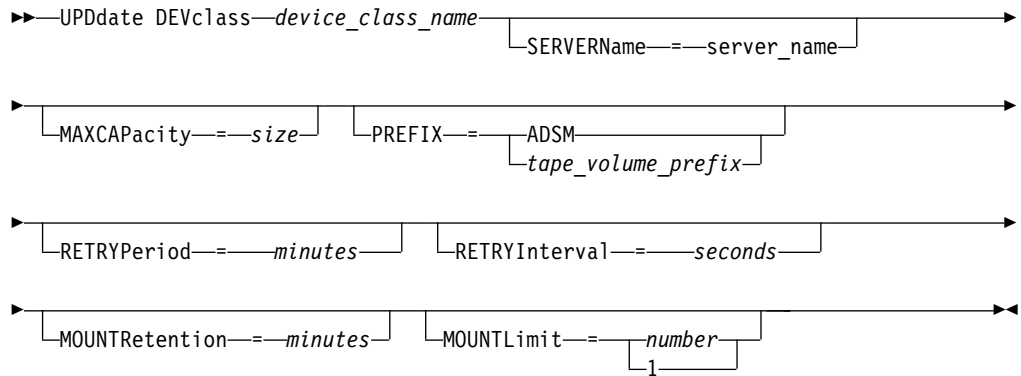 UPDdate DEVclass device_class_name
SERVERName = server_name
MAXCAPacity = size PREFIX = ADSM
tape_volume_prefix
RETRYPeriod = minutes RETRYInterval = seconds
MOUNTRetention = minutes MOUNTLimit = number
1